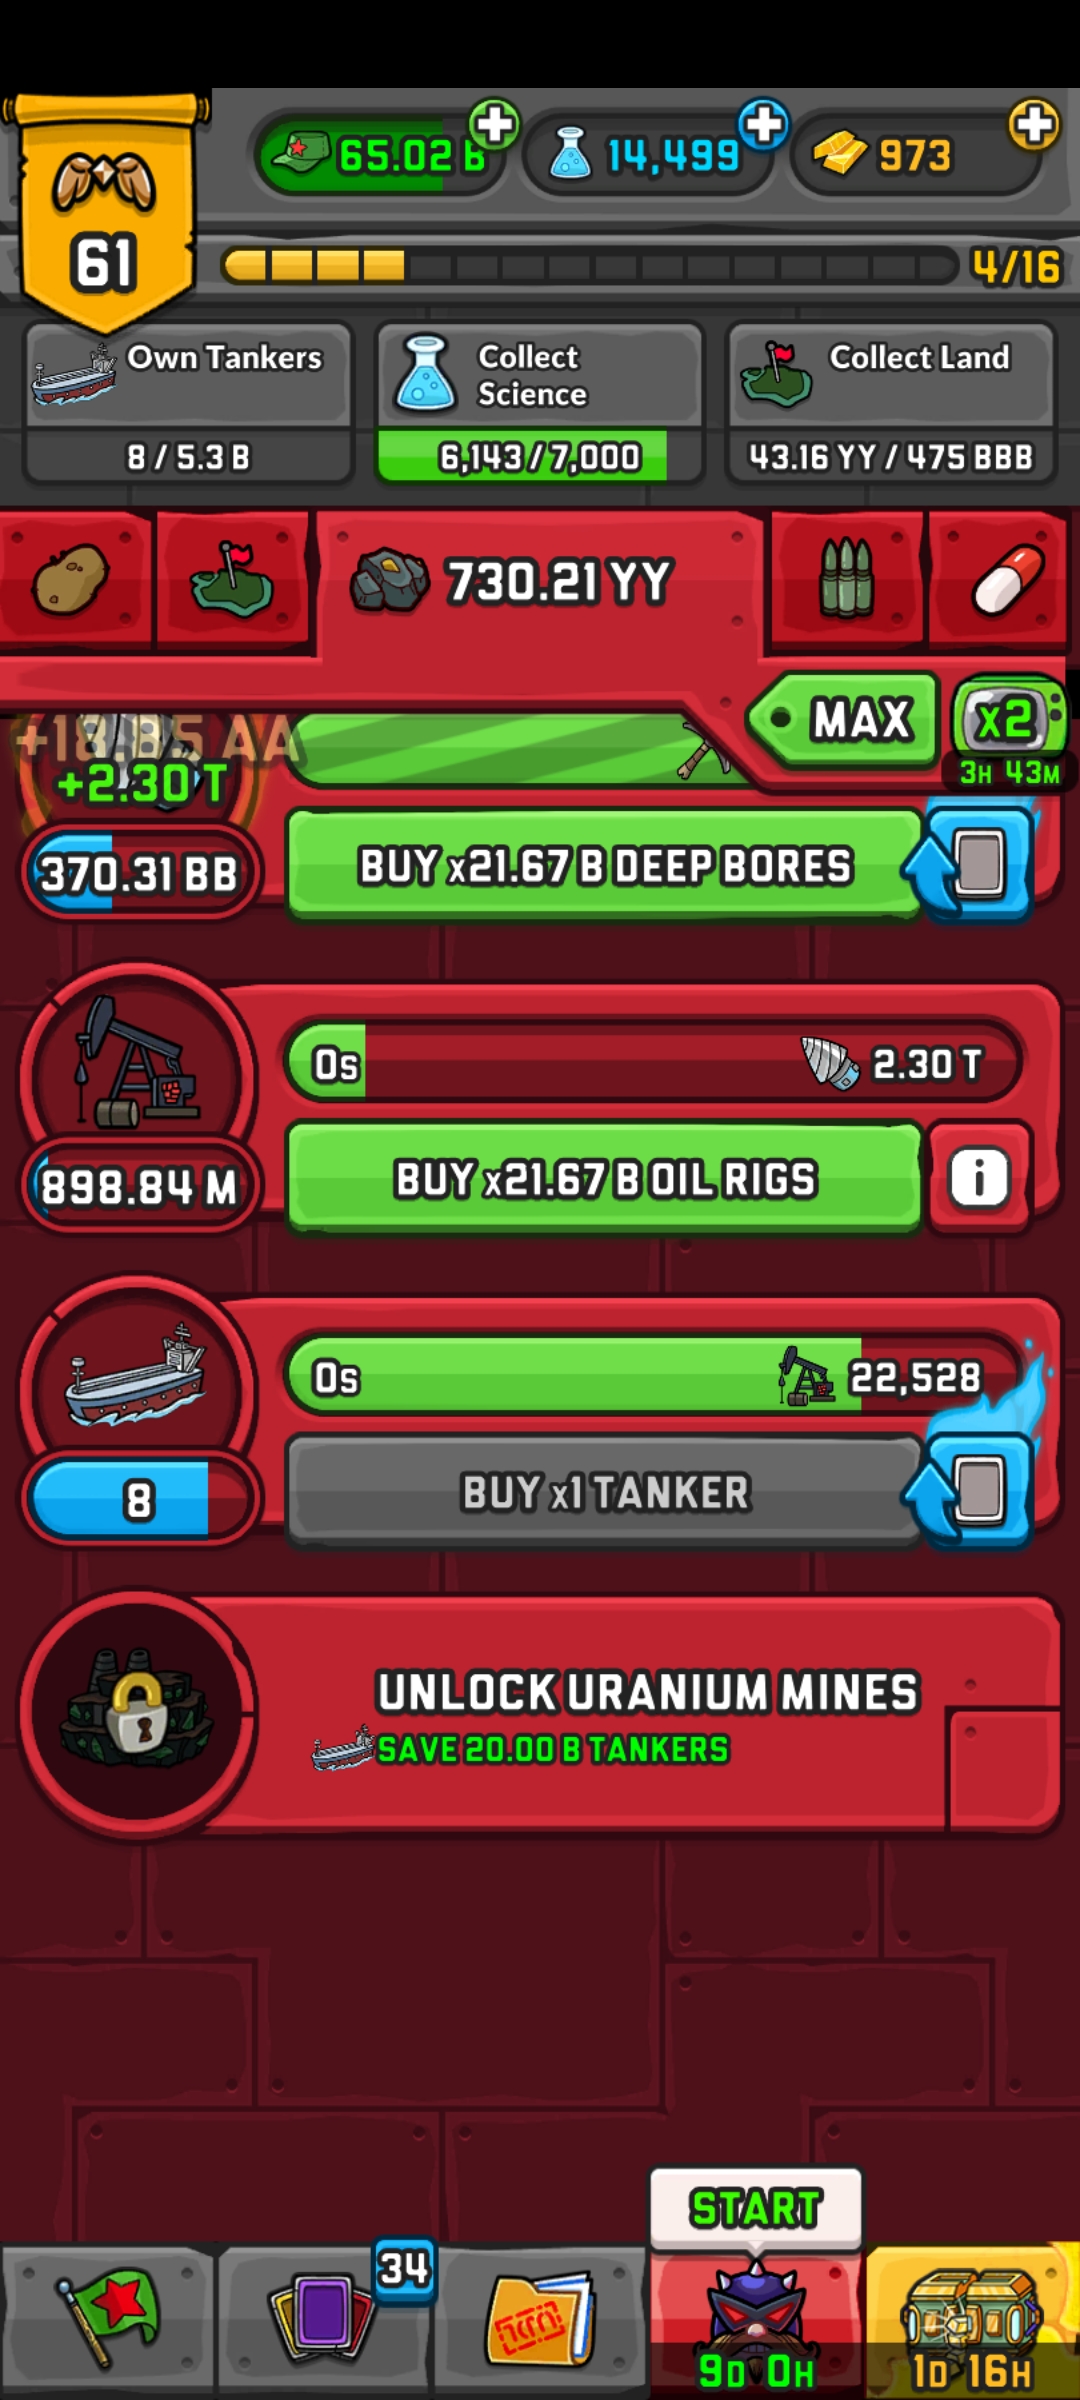 65.02 B
14,499
973
61
4/16
Own Tankers
8 / 5.3 B
Collect
Science
6,143/7,000
Collect Land
43.16 YY / 475 BBB
730.21 YY
MAX
x2
3H 43M
+18.85 AA
+2.30 T
370.31 BB
BUY x21.67 B DEEP BORES
0s
2.30 T
898.84 M
BUY x21.67 B OIL RIGS
i
0s
22,528
8
BUY x1 TANKER
UNLOCK URANIUM MINES
SAVE 20.00 B TANKERS
START
34
9D 0H
1D 16H